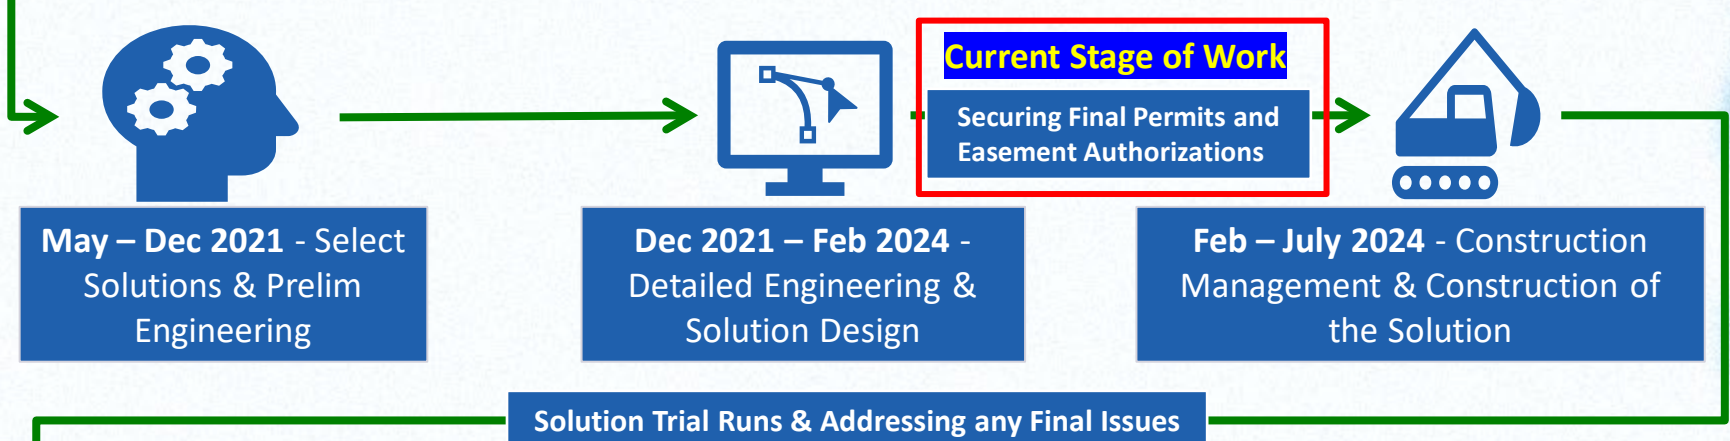 Current Stage of Work
Securing Final Permits and
Easement Authorizations
May – Dec 2021 - Select
Solutions & Prelim
Engineering
Dec 2021 – Feb 2024 -
Detailed Engineering &
Solution Design
Feb – July 2024 - Construction
Management & Construction of
the Solution
Solution Trial Runs & Addressing any Final Issues